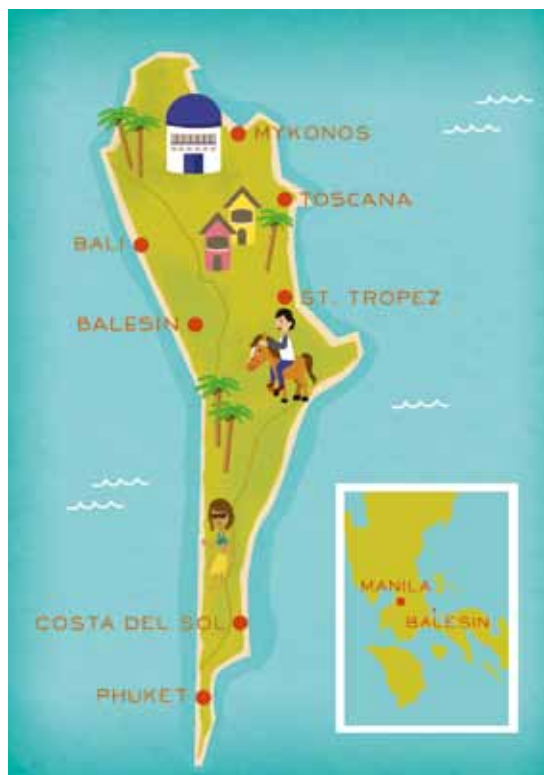 MYKONOS
TOSCANA
BALI
ST. TROPEZ
BALESIN
MANILA
BALESIN
COSTA DEL SOL
PHUKET